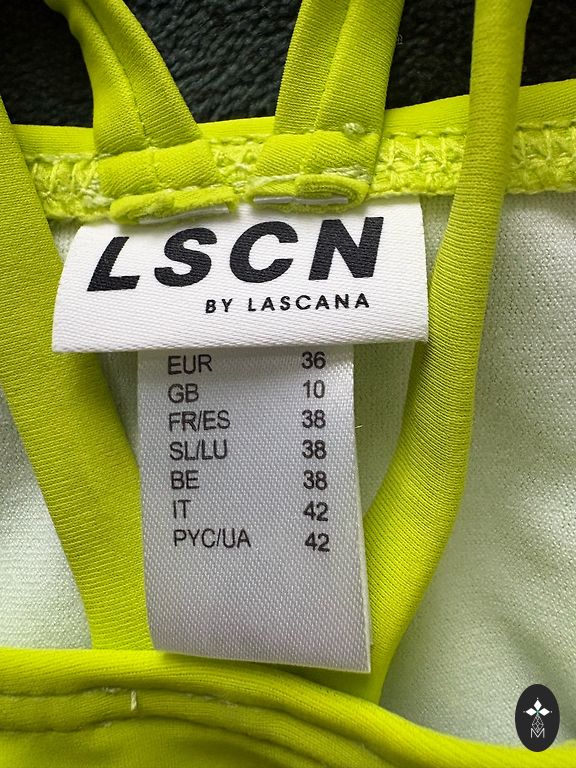 LSCN
BY LASCANA
EUR 36
GB 10
FR/ES 38
SL/LU 38
BE 38
IT 42
PYC/UA 42